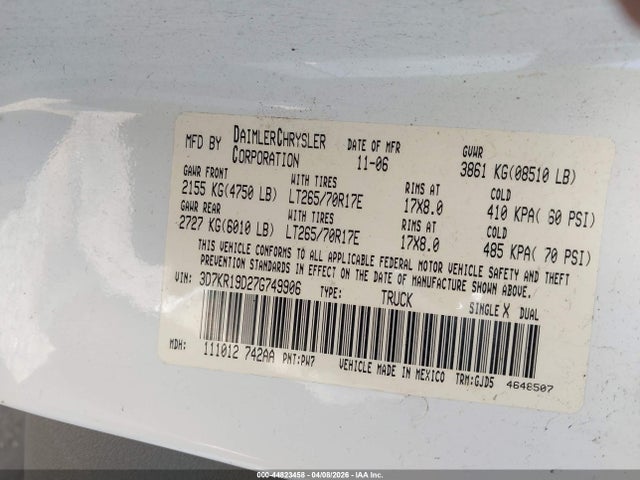 MFD BY DAIMLERCHRYSLER CORPORATION DATE OF MFR 11-06 GVWR 3861 KG(08510 LB)
GAWR FRONT WITH TIRES RIMS AT COLD
2155 KG(4750 LB) LT265/70R17E 17X8.0 410 KPA( 60 PSI)
GAWR REAR WITH TIRES RIMS AT COLD
2727 KG(6010 LB) LT265/70R17E 17X8.0 485 KPA( 70 PSI)
THIS VEHICLE CONFORMS TO ALL APPLICABLE FEDERAL MOTOR VEHICLE SAFETY AND THEFT
PREVENTION STANDARDS IN EFFECT ON THE DATE OF MANUFACTURE SHOWN ABOVE.
VIN: 3D7KR19D27G749906 TYPE: TRUCK SINGLE X DUAL
MDH: 111012 742AA PNT:PW7 VEHICLE MADE IN MEXICO TRM:GJD5 4648507
000-44823458 - 04/08/2026 - IAA Inc.